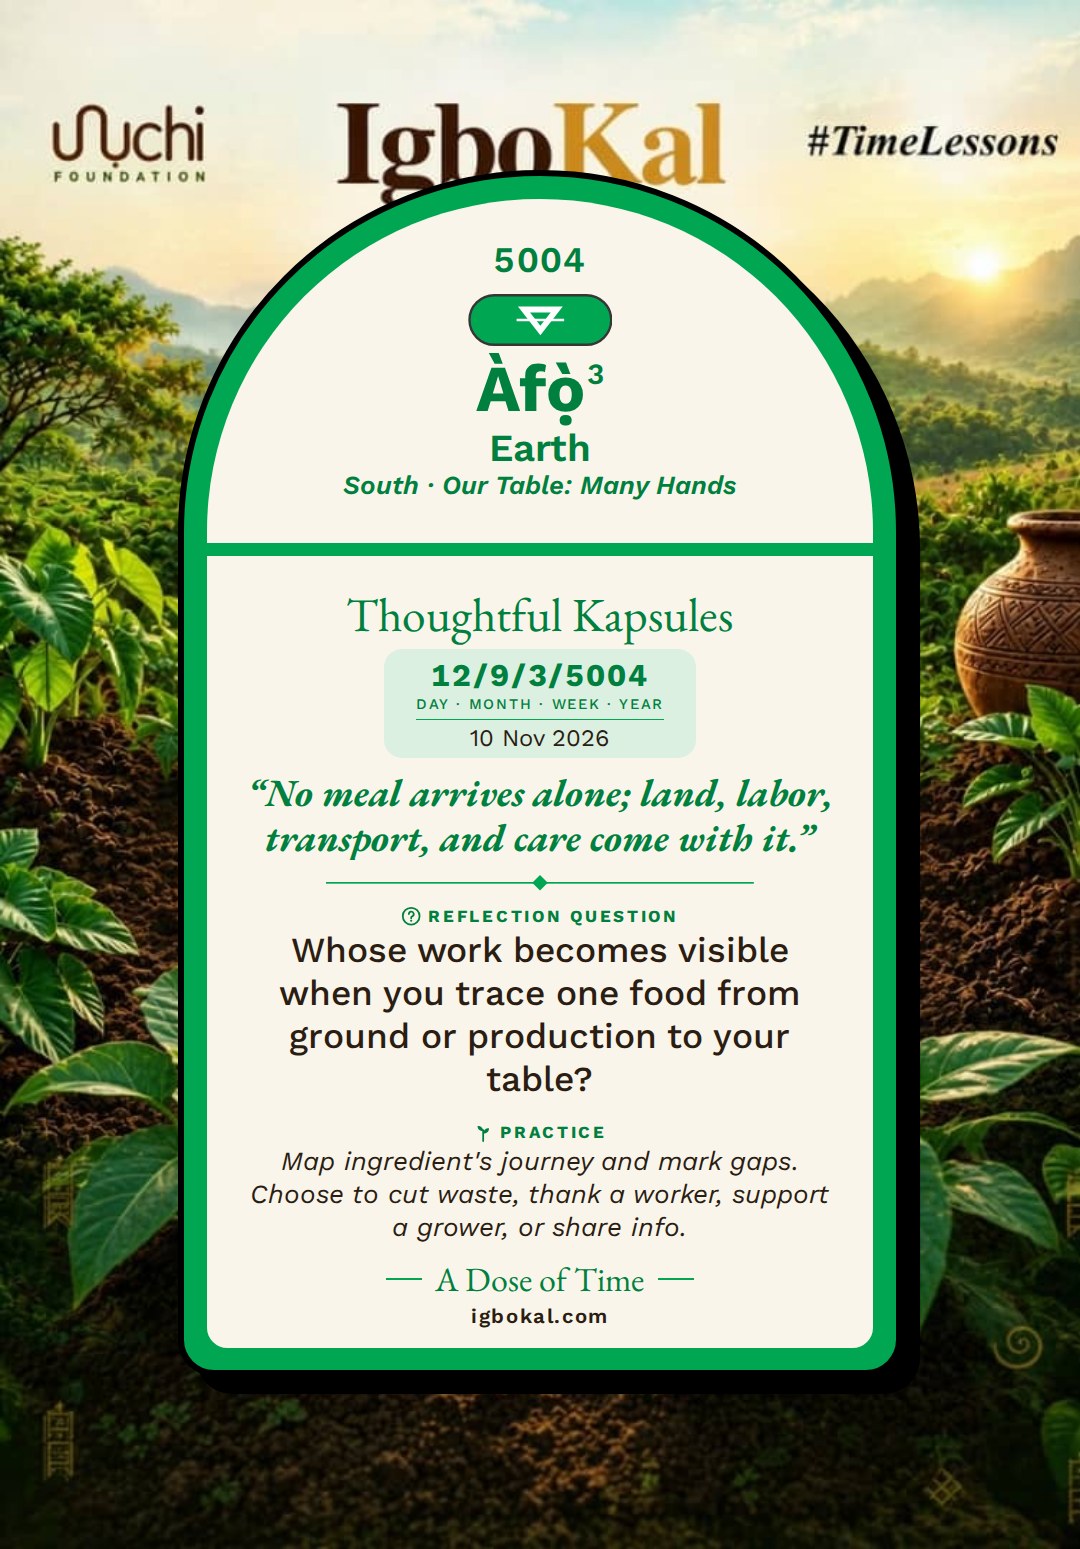 Uzuchi
FOUNDATION
IgboKal
#TimeLessons
5004
Àfọ̀³
Earth
South · Our Table: Many Hands
Thoughtful Kapsules
12/9/3/5004
DAY · MONTH · WEEK · YEAR
10 Nov 2026
“No meal arrives alone; land, labor,
transport, and care come with it.”
REFLECTION QUESTION
Whose work becomes visible
when you trace one food from
ground or production to your
table?
PRACTICE
Map ingredient's journey and mark gaps.
Choose to cut waste, thank a worker, support
a grower, or share info.
A Dose of Time
igbokal.com